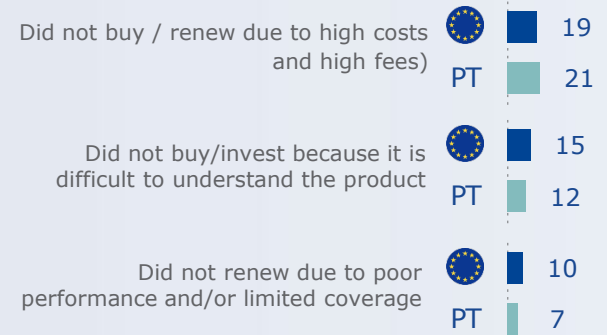 Did not buy / renew due to high costs
and high fees)
19
PT 21
Did not buy/invest because it is
difficult to understand the product
15
PT 12
Did not renew due to poor
performance and/or limited coverage
10
PT 7